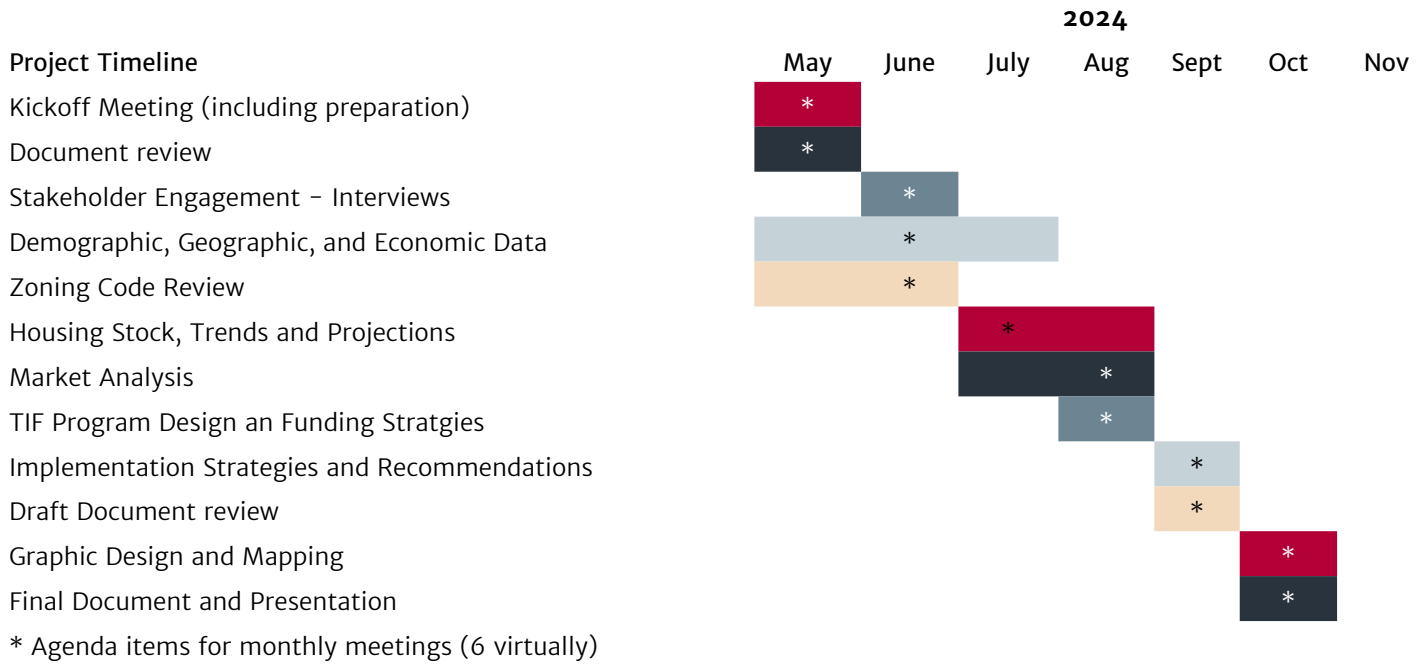 2024
Project Timeline May June July Aug Sept Oct Nov
Kickoff Meeting (including preparation) *
Document review *
Stakeholder Engagement - Interviews *
Demographic, Geographic, and Economic Data *
Zoning Code Review *
Housing Stock, Trends and Projections *
Market Analysis *
TIF Program Design an Funding Stratgies *
Implementation Strategies and Recommendations *
Draft Document review *
Graphic Design and Mapping *
Final Document and Presentation *
* Agenda items for monthly meetings (6 virtually)